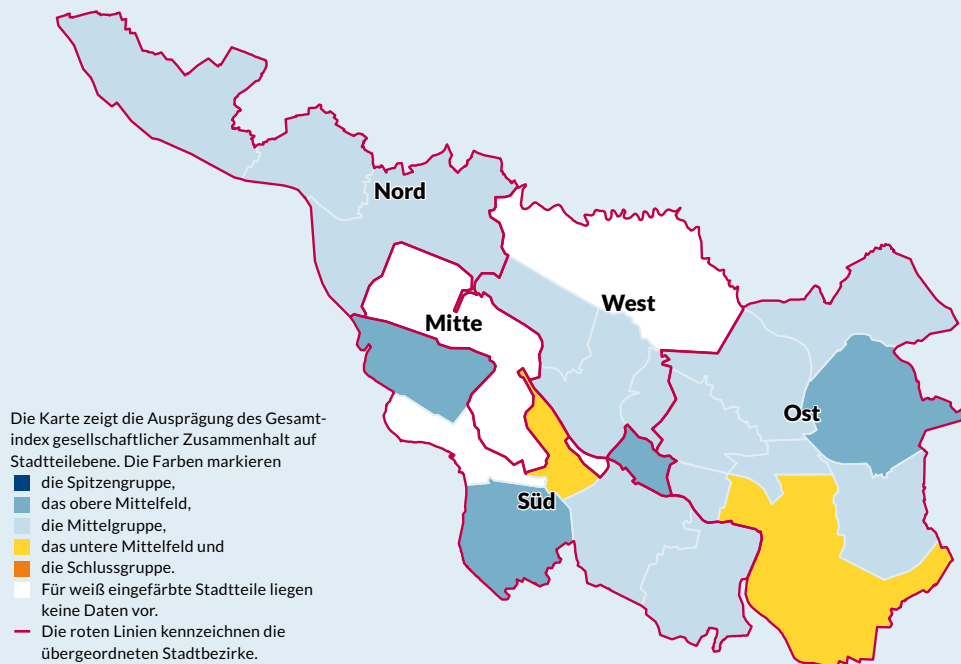 Nord
West
Mitte
Ost
Süd
Die Karte zeigt die Ausprägung des Gesamt-
index gesellschaftlicher Zusammenhalt auf
Stadtteilebene. Die Farben markieren
die Spitzengruppe,
das obere Mittelfeld,
die Mittelgruppe,
das untere Mittelfeld und
die Schlussgruppe.
Für weiß eingefärbte Stadtteile liegen
keine Daten vor.
Die roten Linien kennzeichnen die
übergeordneten Stadtbezirke.